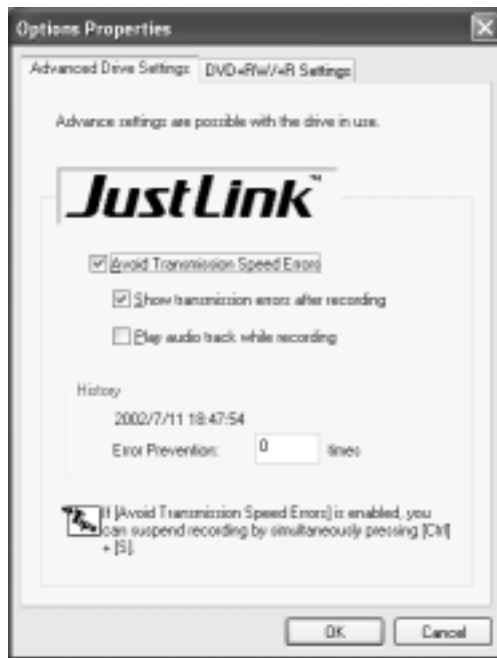 Options Properties
Advanced Drive Settings
DVD+RW/+R Settings
Advance settings are possible with the drive in use.
JustLink™
Avoid Transmission Speed Errors
Show transmission errors after recording
Play audio track while recording
History
2002/7/11 18:47:54
Error Prevention: 0 times
If [Avoid Transmission Speed Errors] is enabled, you
can suspend recording by simultaneously pressing [Ctrl]
+ [S].
OK
Cancel